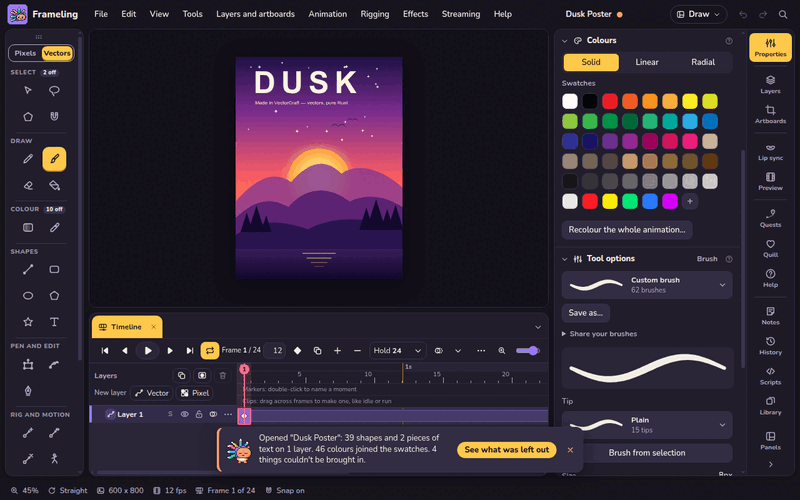 Frameling
File Edit View Tools Layers and artboards Animation Rigging Effects Streaming Help
Dusk Poster
Draw
Pixels Vectors
SELECT 2 off
DRAW
COLOUR 10 off
SHAPES
PEN AND EDIT
RIG AND MOTION
DUSK
Made in VectorCraft — vectors, pure Rust
Timeline
Frame 1 / 24 12 Hold 24
Layers
1 5 10 1s 15 20
New layer Vector Pixel
Markers: double-click to name a moment
Clips: drag across frames to make one, like idle or run
Layer 1 S
Opened "Dusk Poster": 39 shapes and 2 pieces of
text on 1 layer. 46 colours joined the swatches. 4
things couldn't be brought in.
See what was left out
Colours
Solid Linear Radial
Swatches
Recolour the whole animation...
Tool options Brush
Custom brush
62 brushes
Save as...
Share your brushes
Tip
Plain
15 tips
Brush from selection
Properties
Layers
Artboards
Lip sync
Preview
Quests
Quill
Help
Notes
History
Scripts
Library
Panels
45% Straight 600 x 800 12 fps Frame 1 of 24 Snap on